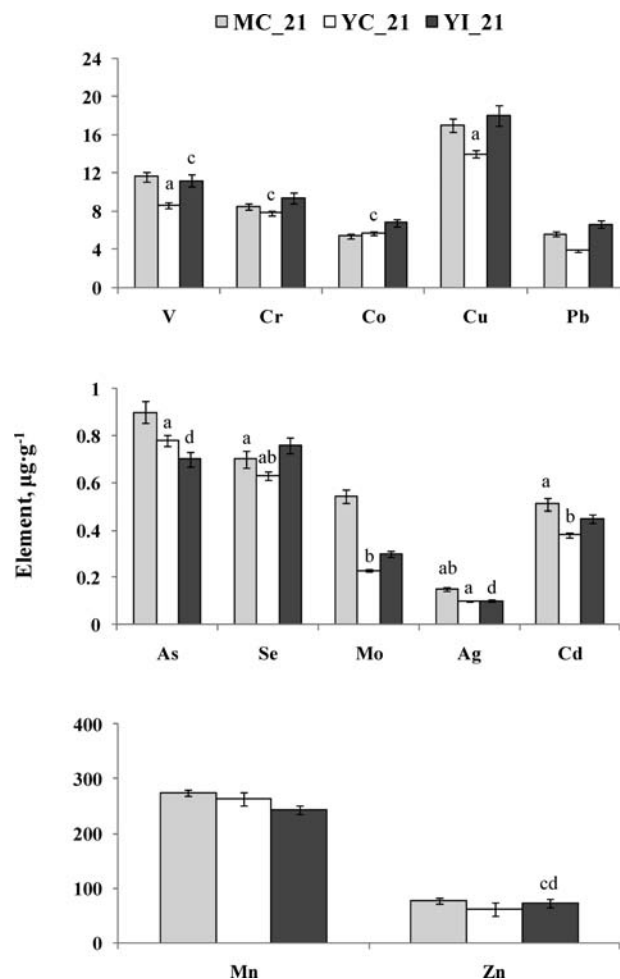 MC_21 YC_21 YI_21
24
20
16
12
8
4
0
a
c
c
c
a
V Cr Co Cu Pb
Element, µg·g⁻¹
1
0.8
0.6
0.4
0.2
0
a
d
a
ab
b
ab
a
d
a
b
As Se Mo Ag Cd
400
300
200
100
0
cd
Mn Zn